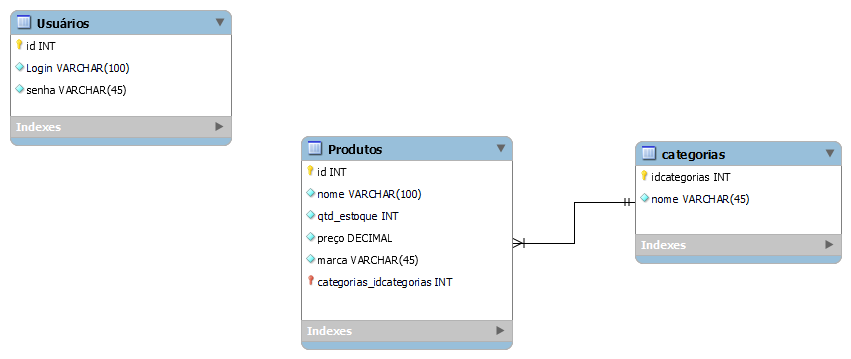 Usuários
id INT
Login VARCHAR(100)
senha VARCHAR(45)
Indexes
Produtos
id INT
nome VARCHAR(100)
qtd_estoque INT
preço DECIMAL
marca VARCHAR(45)
categorias_idcategorias INT
Indexes
categorias
idcategorias INT
nome VARCHAR(45)
Indexes